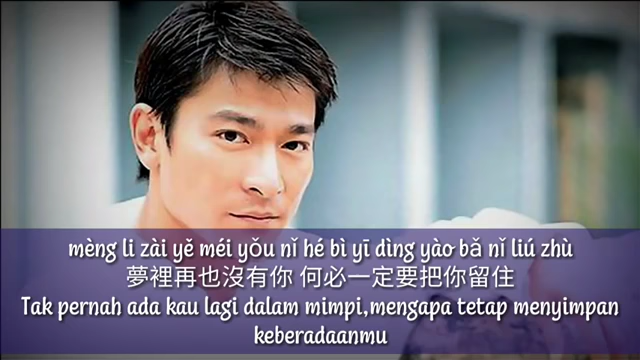 mèng li zài yě méi yǒu nǐ hé bì yī dìng yào bǎ nǐ liú zhù
夢裡再也沒有你 何必一定要把你留住
Tak pernah ada kau lagi dalam mimpi,mengapa tetap menyimpan
keberadaanmu